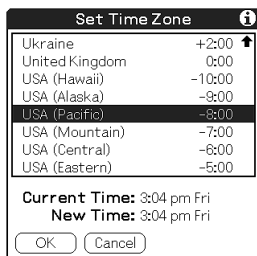 Set Time Zone i
Ukraine +2:00
United Kingdom 0:00
USA (Hawaii) -10:00
USA (Alaska) -9:00
USA (Pacific) -8:00
USA (Mountain) -7:00
USA (Central) -6:00
USA (Eastern) -5:00
Current Time: 3:04 pm Fri
New Time: 3:04 pm Fri
OK Cancel